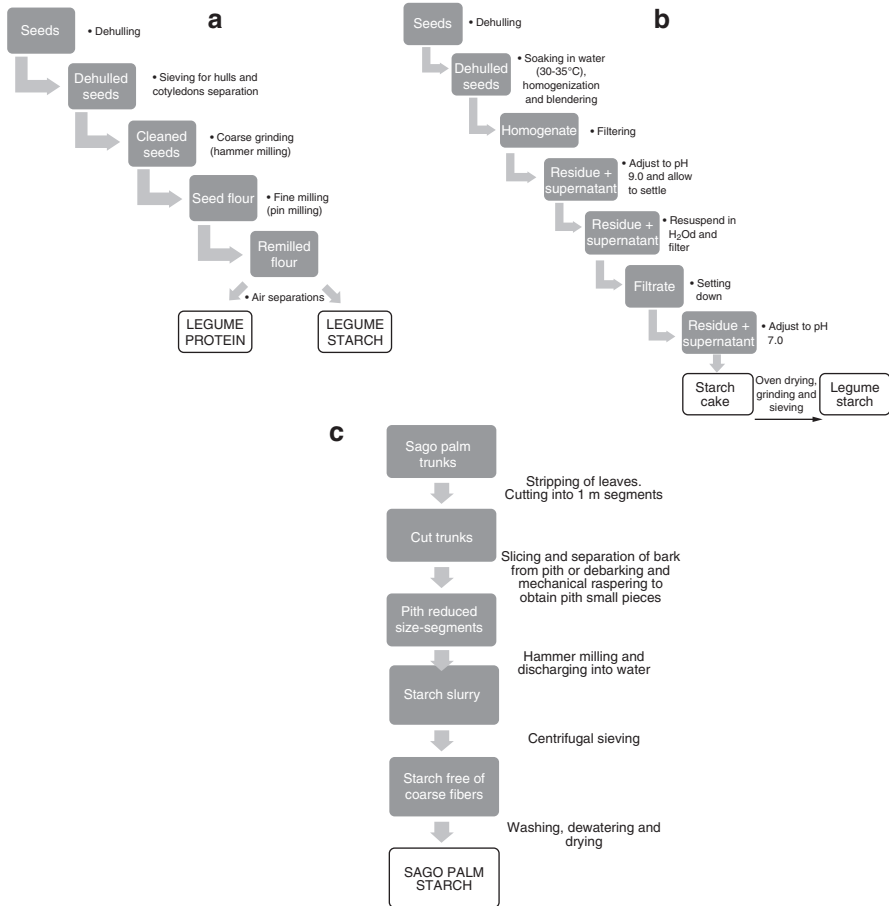 a
Seeds
• Dehulling
Dehulled
seeds
• Sieving for hulls and
cotyledons separation
Cleaned
seeds
• Coarse grinding
(hammer milling)
Seed flour
• Fine milling
(pin milling)
Remilled
flour
• Air separations
LEGUME
PROTEIN
LEGUME
STARCH
b
Seeds
• Dehulling
Dehulled
seeds
• Soaking in water
(30-35°C),
homogenization
and blendering
Homogenate
• Filtering
Residue +
supernatant
• Adjust to pH
9.0 and allow
to settle
Residue +
supernatant
• Resuspend in
H₂Od and
filter
Filtrate
• Setting
down
Residue +
supernatant
• Adjust to pH
7.0
Starch
cake
Oven drying,
grinding and
sieving
Legume
starch
c
Sago palm
trunks
Stripping of leaves.
Cutting into 1 m segments
Cut trunks
Slicing and separation of bark
from pith or debarking and
mechanical raspering to
obtain pith small pieces
Pith reduced
size-segments
Hammer milling and
discharging into water
Starch slurry
Centrifugal sieving
Starch free of
coarse fibers
Washing, dewatering and
drying
SAGO PALM
STARCH